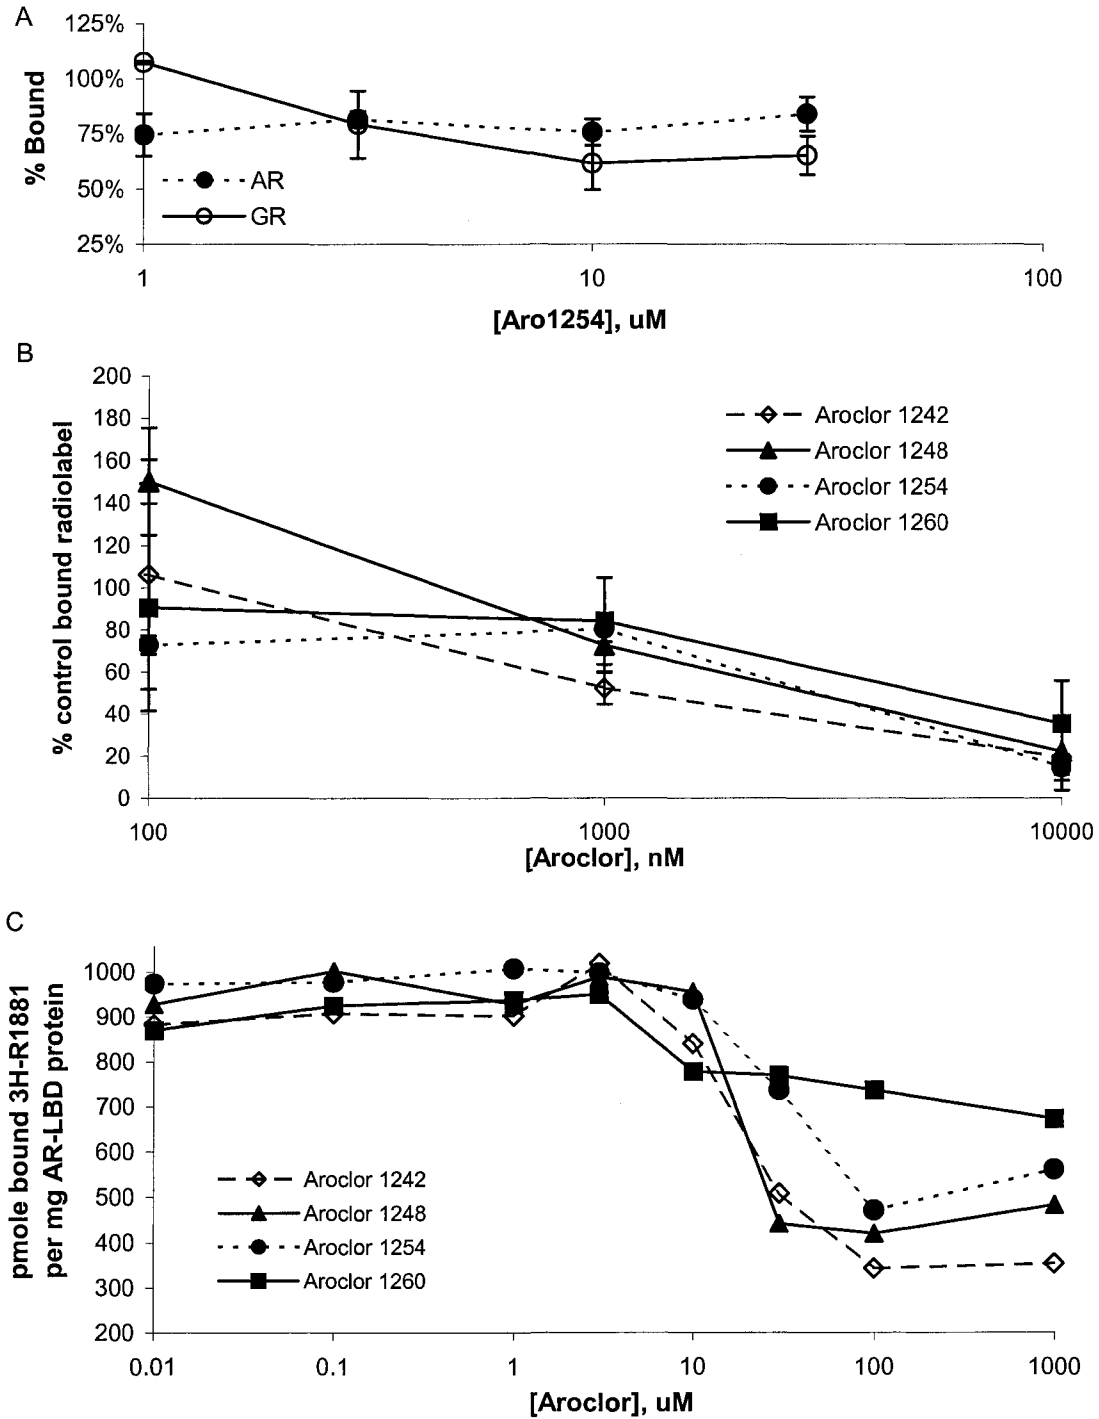 A
125%
100%
75%
50%
25%
% Bound
AR
GR
1
10
100
[Aro1254], uM
B
200
180
160
140
120
100
80
60
40
20
0
% control bound radiolabel
Aroclor 1242
Aroclor 1248
Aroclor 1254
Aroclor 1260
100
1000
10000
[Aroclor], nM
C
1000
900
800
700
600
500
400
300
200
pmole bound 3H-R1881
per mg AR-LBD protein
Aroclor 1242
Aroclor 1248
Aroclor 1254
Aroclor 1260
0.01
0.1
1
10
100
1000
[Aroclor], uM